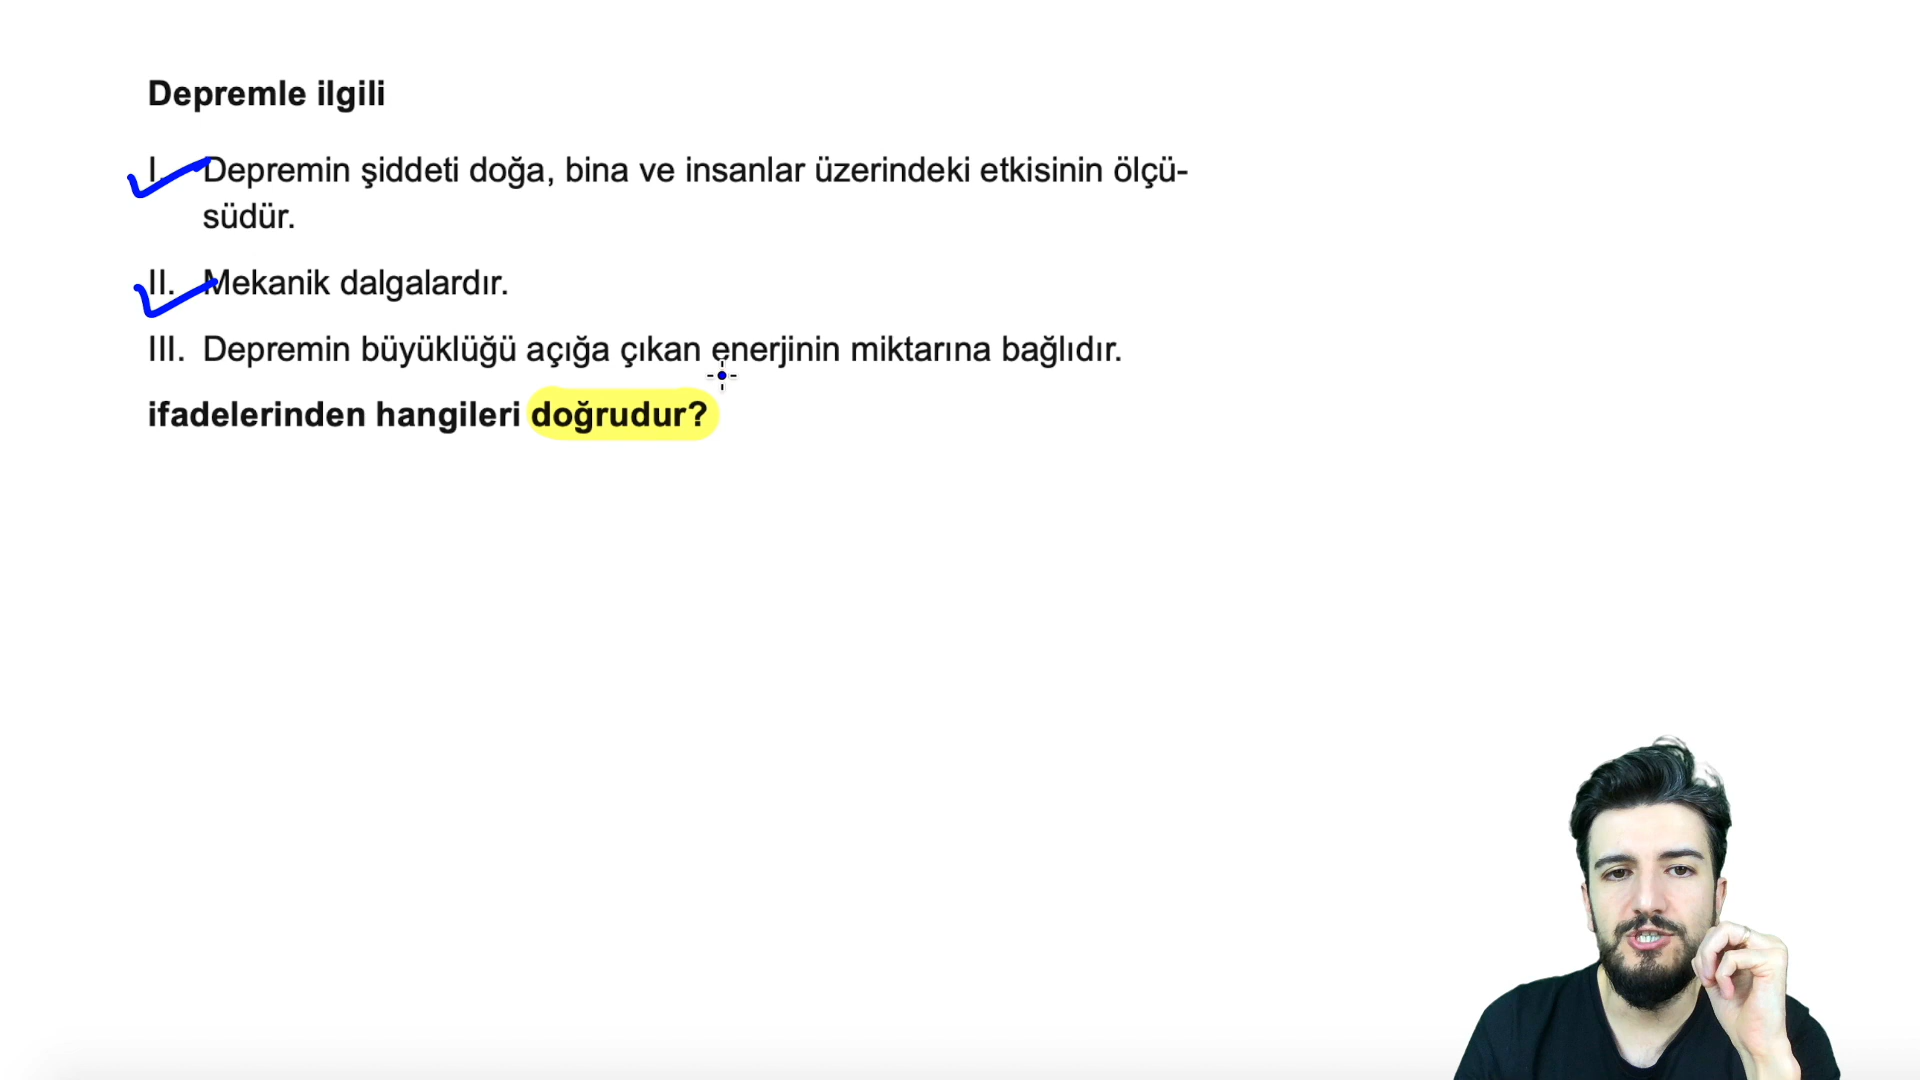 Depremle ilgili
I. Depremin şiddeti doğa, bina ve insanlar üzerindeki etkisinin ölçü-
südür.
II. Mekanik dalgalardır.
III. Depremin büyüklüğü açığa çıkan enerjinin miktarına bağlıdır.
ifadelerinden hangileri doğrudur?